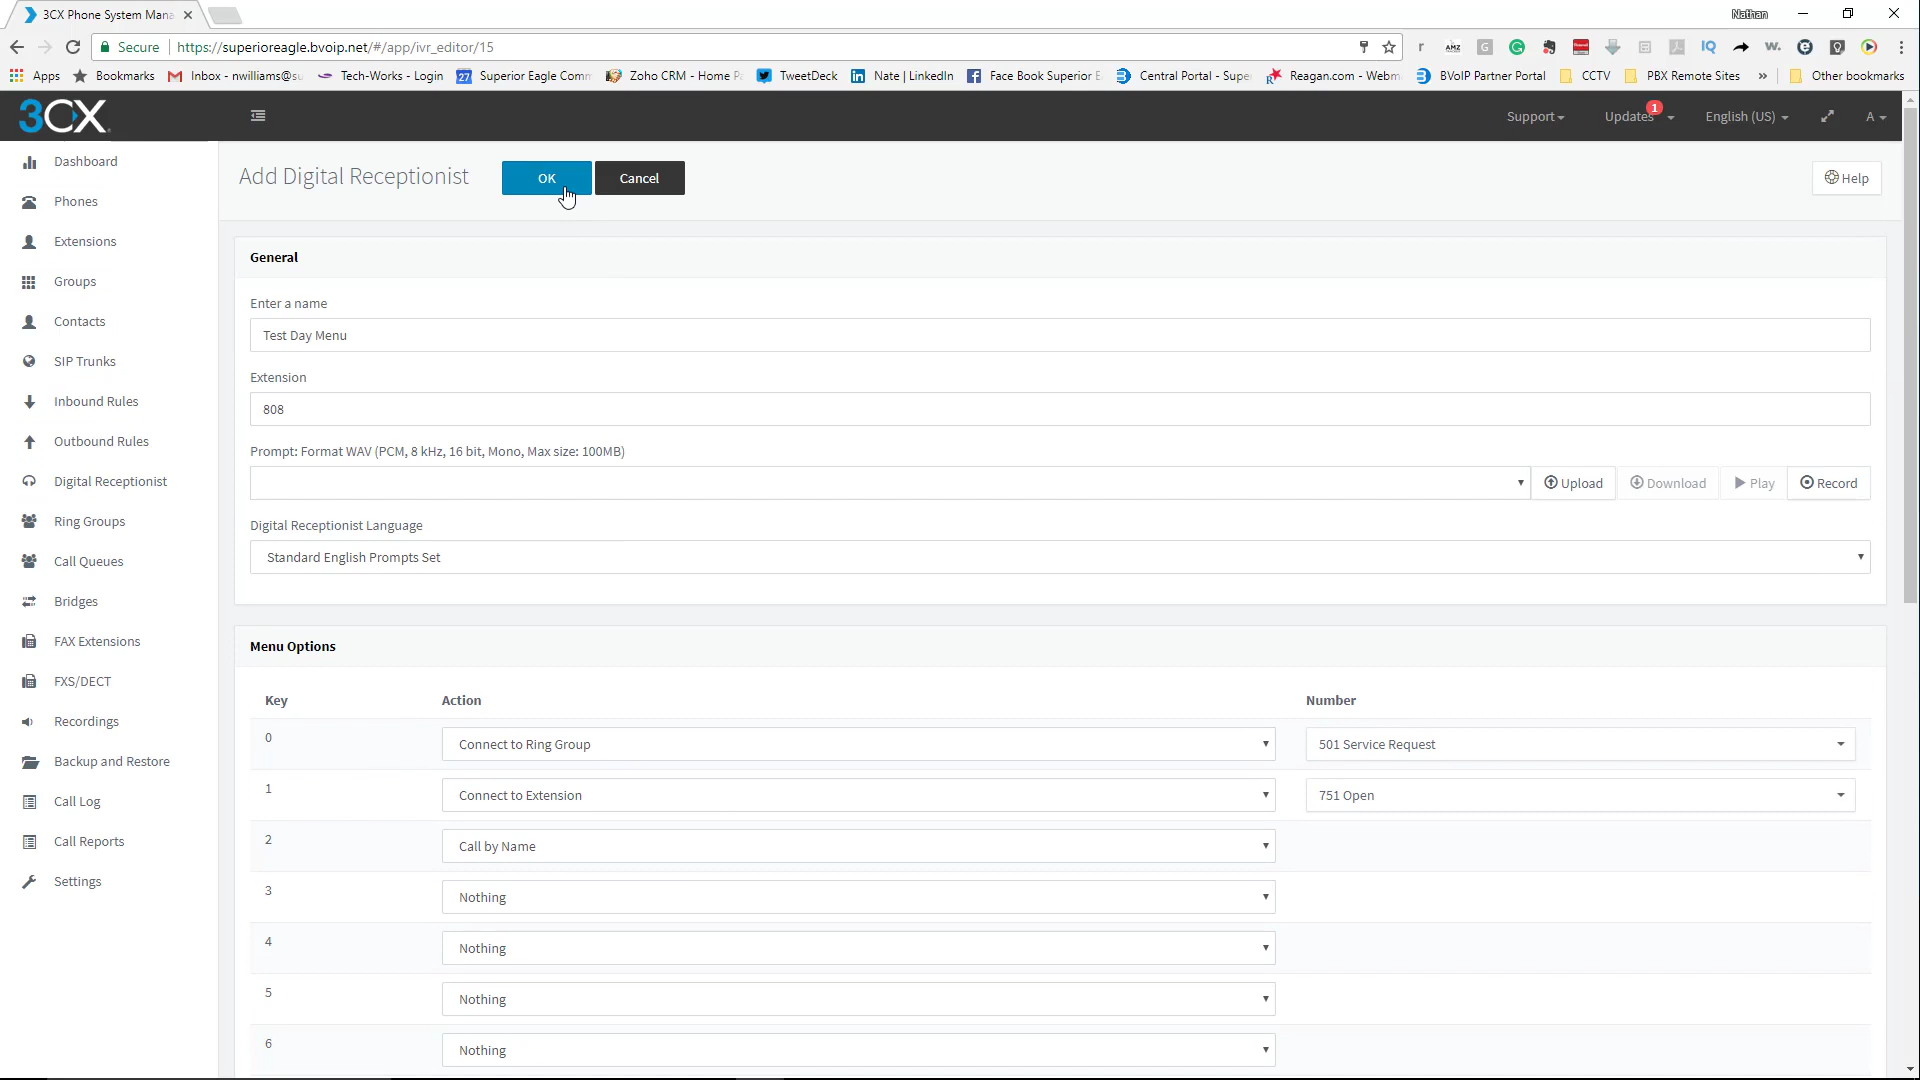 3CX Phone System Mana
Nathan
Secure https://superioreagle.bvoip.net/#/app/ivr_editor/15
Apps Bookmarks Inbox - nwilliams@su Tech-Works - Login 27 Superior Eagle Comm Zoho CRM - Home Pa TweetDeck Nate | LinkedIn Face Book Superior E Central Portal - Supe Reagan.com - Webm BVoIP Partner Portal CCTV PBX Remote Sites » Other bookmarks
3CX Support Updates 1 English (US) A
Add Digital Receptionist OK Cancel Help
Dashboard
Phones
Extensions
Groups
Contacts
SIP Trunks
Inbound Rules
Outbound Rules
Digital Receptionist
Ring Groups
Call Queues
Bridges
FAX Extensions
FXS/DECT
Recordings
Backup and Restore
Call Log
Call Reports
Settings
General
Enter a name
Test Day Menu
Extension
808
Prompt: Format WAV (PCM, 8 kHz, 16 bit, Mono, Max size: 100MB)
Upload Download Play Record
Digital Receptionist Language
Standard English Prompts Set
Menu Options
Key Action Number
0 Connect to Ring Group 501 Service Request
1 Connect to Extension 751 Open
2 Call by Name
3 Nothing
4 Nothing
5 Nothing
6 Nothing